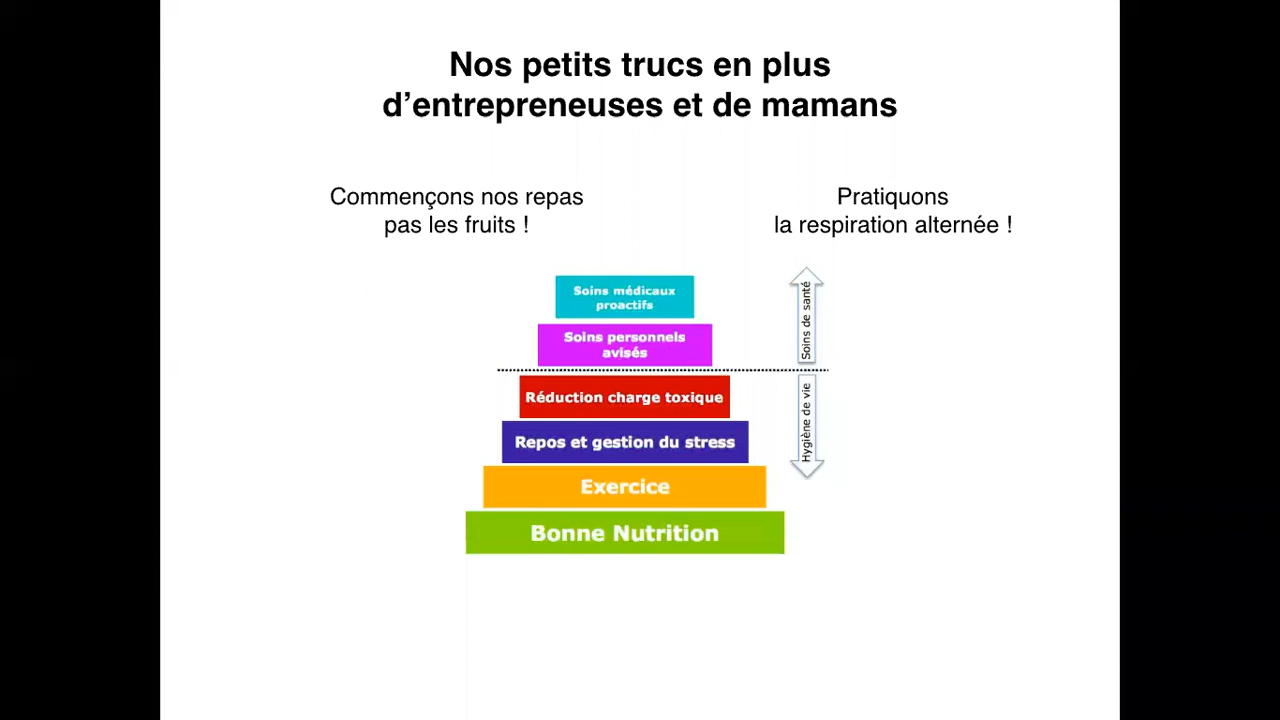 Nos petits trucs en plus
d’entrepreneuses et de mamans
Commençons nos repas
pas les fruits !
Pratiquons
la respiration alternée !
Soins médicaux
proactifs
Soins personnels
avisés
Réduction charge toxique
Repos et gestion du stress
Exercice
Bonne Nutrition
Soins de santé
Hygiène de vie